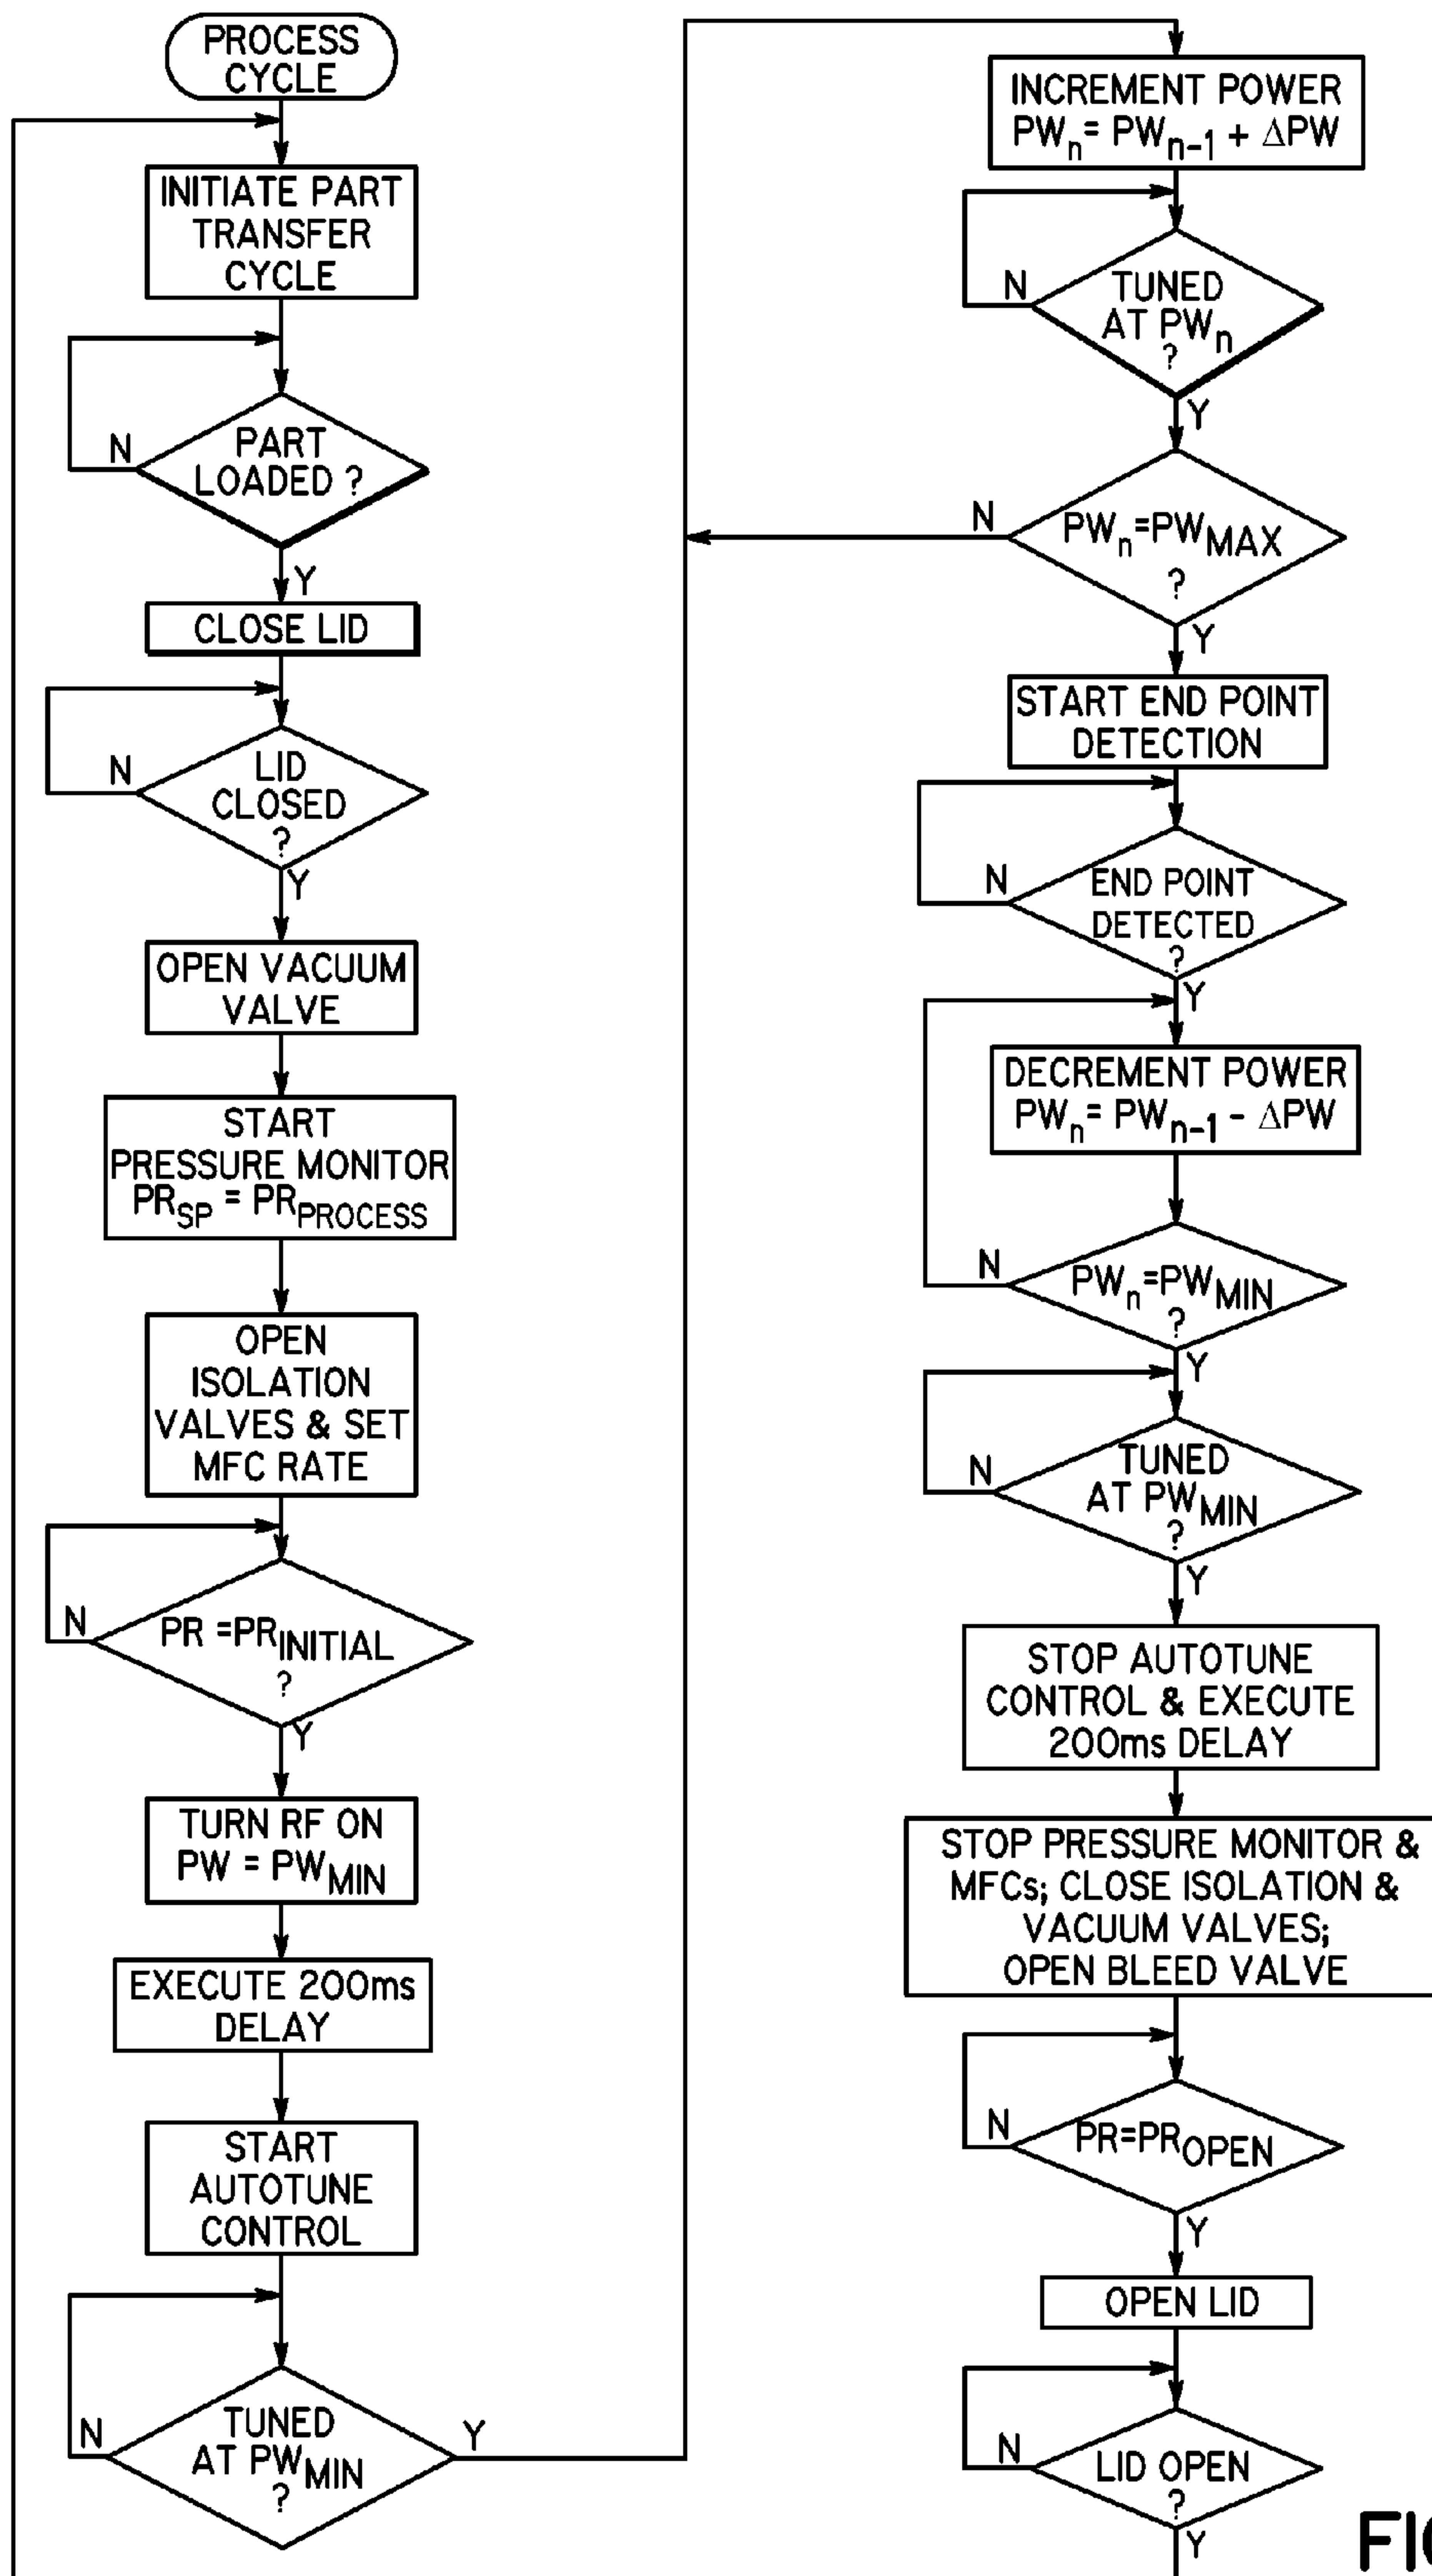 PROCESS
CYCLE
INITIATE PART
TRANSFER
CYCLE
PART
LOADED ?
N
Y
CLOSE LID
LID
CLOSED
?
N
Y
OPEN VACUUM
VALVE
START
PRESSURE MONITOR
PRSP = PRPROCESS
OPEN
ISOLATION
VALVES & SET
MFC RATE
PR =PRINITIAL
?
N
Y
TURN RF ON
PW = PWMIN
EXECUTE 200ms
DELAY
START
AUTOTUNE
CONTROL
TUNED
AT PWMIN
?
N
Y
INCREMENT POWER
PWn = PWn-1 + ΔPW
TUNED
AT PWn
?
N
Y
PWn=PWMAX
?
N
Y
START END POINT
DETECTION
END POINT
DETECTED
?
N
Y
DECREMENT POWER
PWn = PWn-1 - ΔPW
PWn=PWMIN
?
N
Y
TUNED
AT PWMIN
?
N
Y
STOP AUTOTUNE
CONTROL & EXECUTE
200ms DELAY
STOP PRESSURE MONITOR &
MFCs; CLOSE ISOLATION &
VACUUM VALVES;
OPEN BLEED VALVE
PR=PROPEN
N
Y
OPEN LID
LID OPEN
?
N
Y